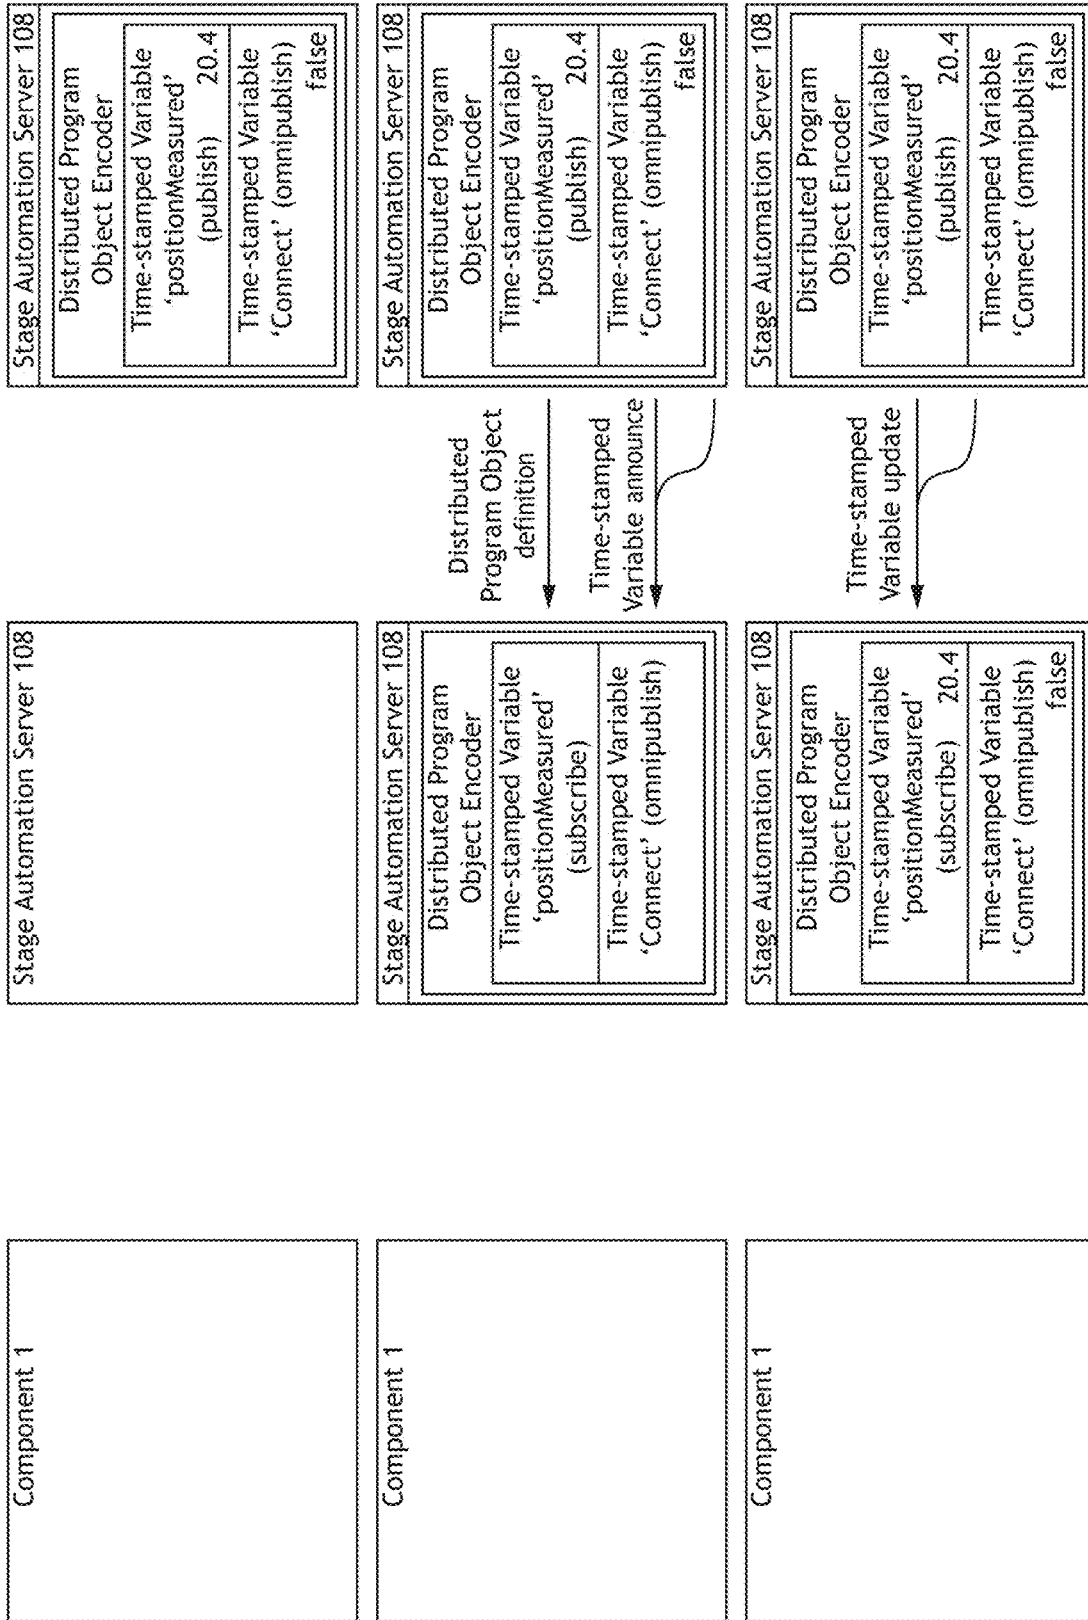 Component 1
Stage Automation Server 108
Stage Automation Server 108
Distributed Program
Object Encoder
Time-stamped Variable
‘positionMeasured’
(publish) 20.4
Time-stamped Variable
‘Connect’ (omnipublish)
false
Component 1
Stage Automation Server 108
Distributed Program
Object Encoder
Time-stamped Variable
‘positionMeasured’
(subscribe)
Time-stamped Variable
‘Connect’ (omnipublish)
Distributed
Program Object
definition
Time-stamped
Variable announce
Stage Automation Server 108
Distributed Program
Object Encoder
Time-stamped Variable
‘positionMeasured’
(publish) 20.4
Time-stamped Variable
‘Connect’ (omnipublish)
false
Component 1
Stage Automation Server 108
Distributed Program
Object Encoder
Time-stamped Variable
‘positionMeasured’
(subscribe) 20.4
Time-stamped Variable
‘Connect’ (omnipublish)
false
Time-stamped
Variable update
Stage Automation Server 108
Distributed Program
Object Encoder
Time-stamped Variable
‘positionMeasured’
(publish) 20.4
Time-stamped Variable
‘Connect’ (omnipublish)
false